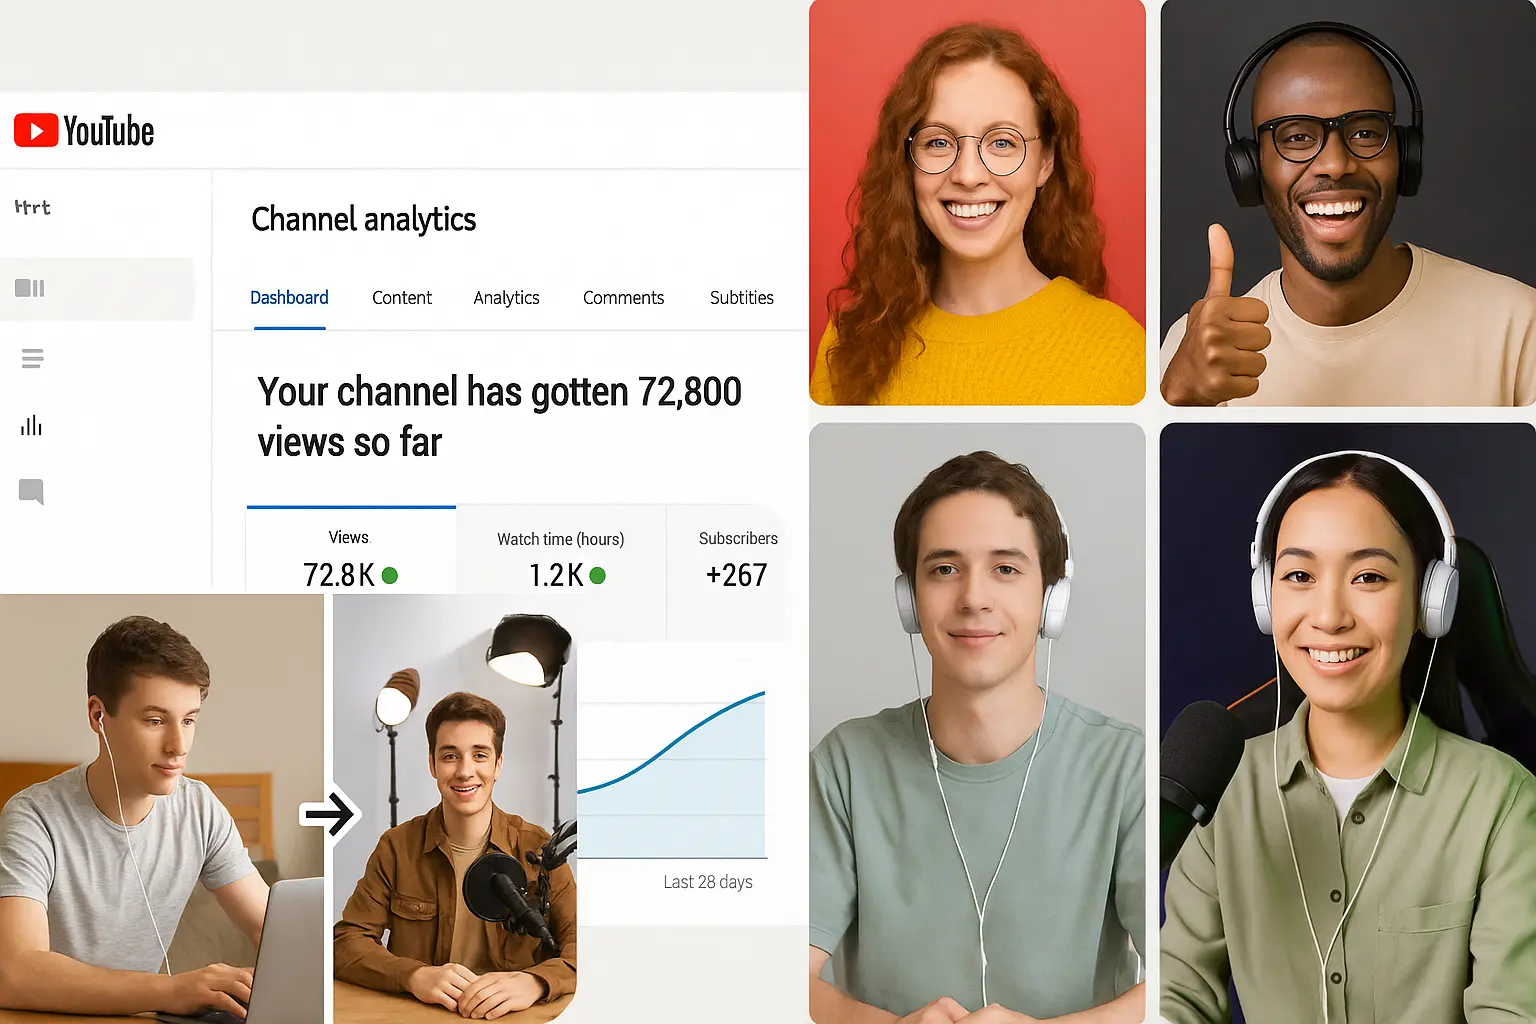 YouTube
Channel analytics
Dashboard Content Analytics Comments Subtities
Your channel has gotten 72,800
views so far
Views Watch time (hours) Subscribers
72.8K 1.2K +267
Last 28 days